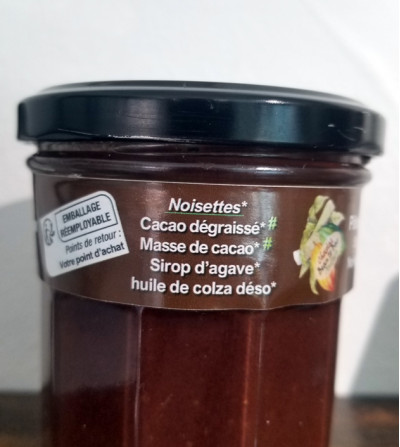 EMBALLAGE
RÉEMPLOYABLE
Points de retour :
Votre point d'achat
Noisettes*
Cacao dégraissé*#
Masse de cacao*#
Sirop d'agave*
huile de colza déso*